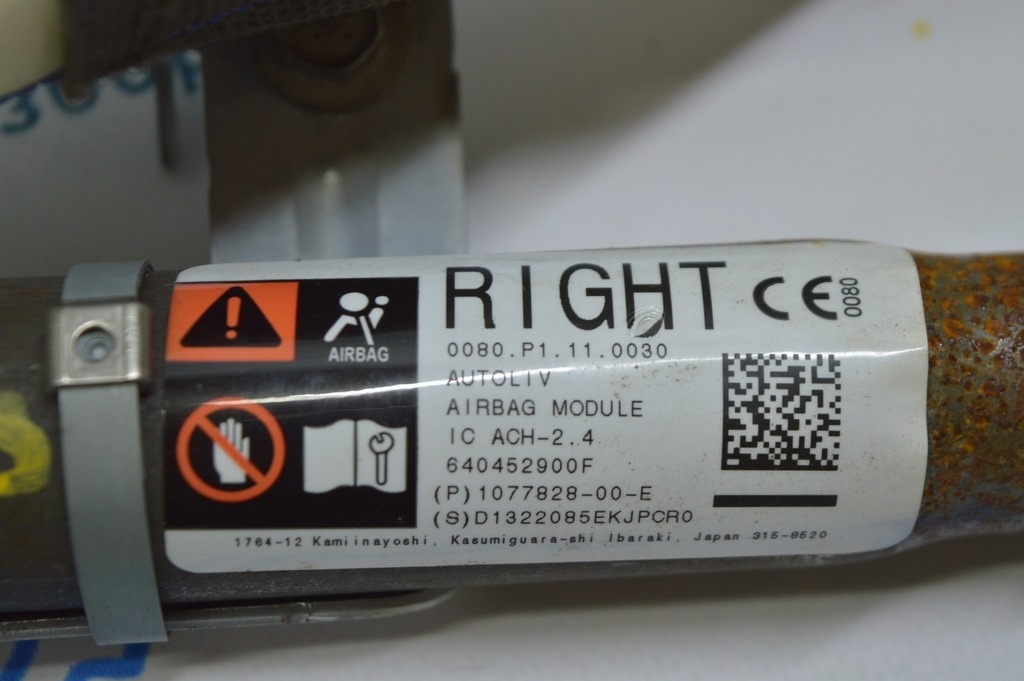 RIGHT CE 0080
AIRBAG
0080.P1.11.0030
AUTOLIV
AIRBAG MODULE
IC ACH-2.4
640452900F
(P)1077828-00-E
(S)D1322085EKJPCR0
1764-12 Kamiinayoshi, Kasumiguara-shi Ibaraki, Japan 315-8520